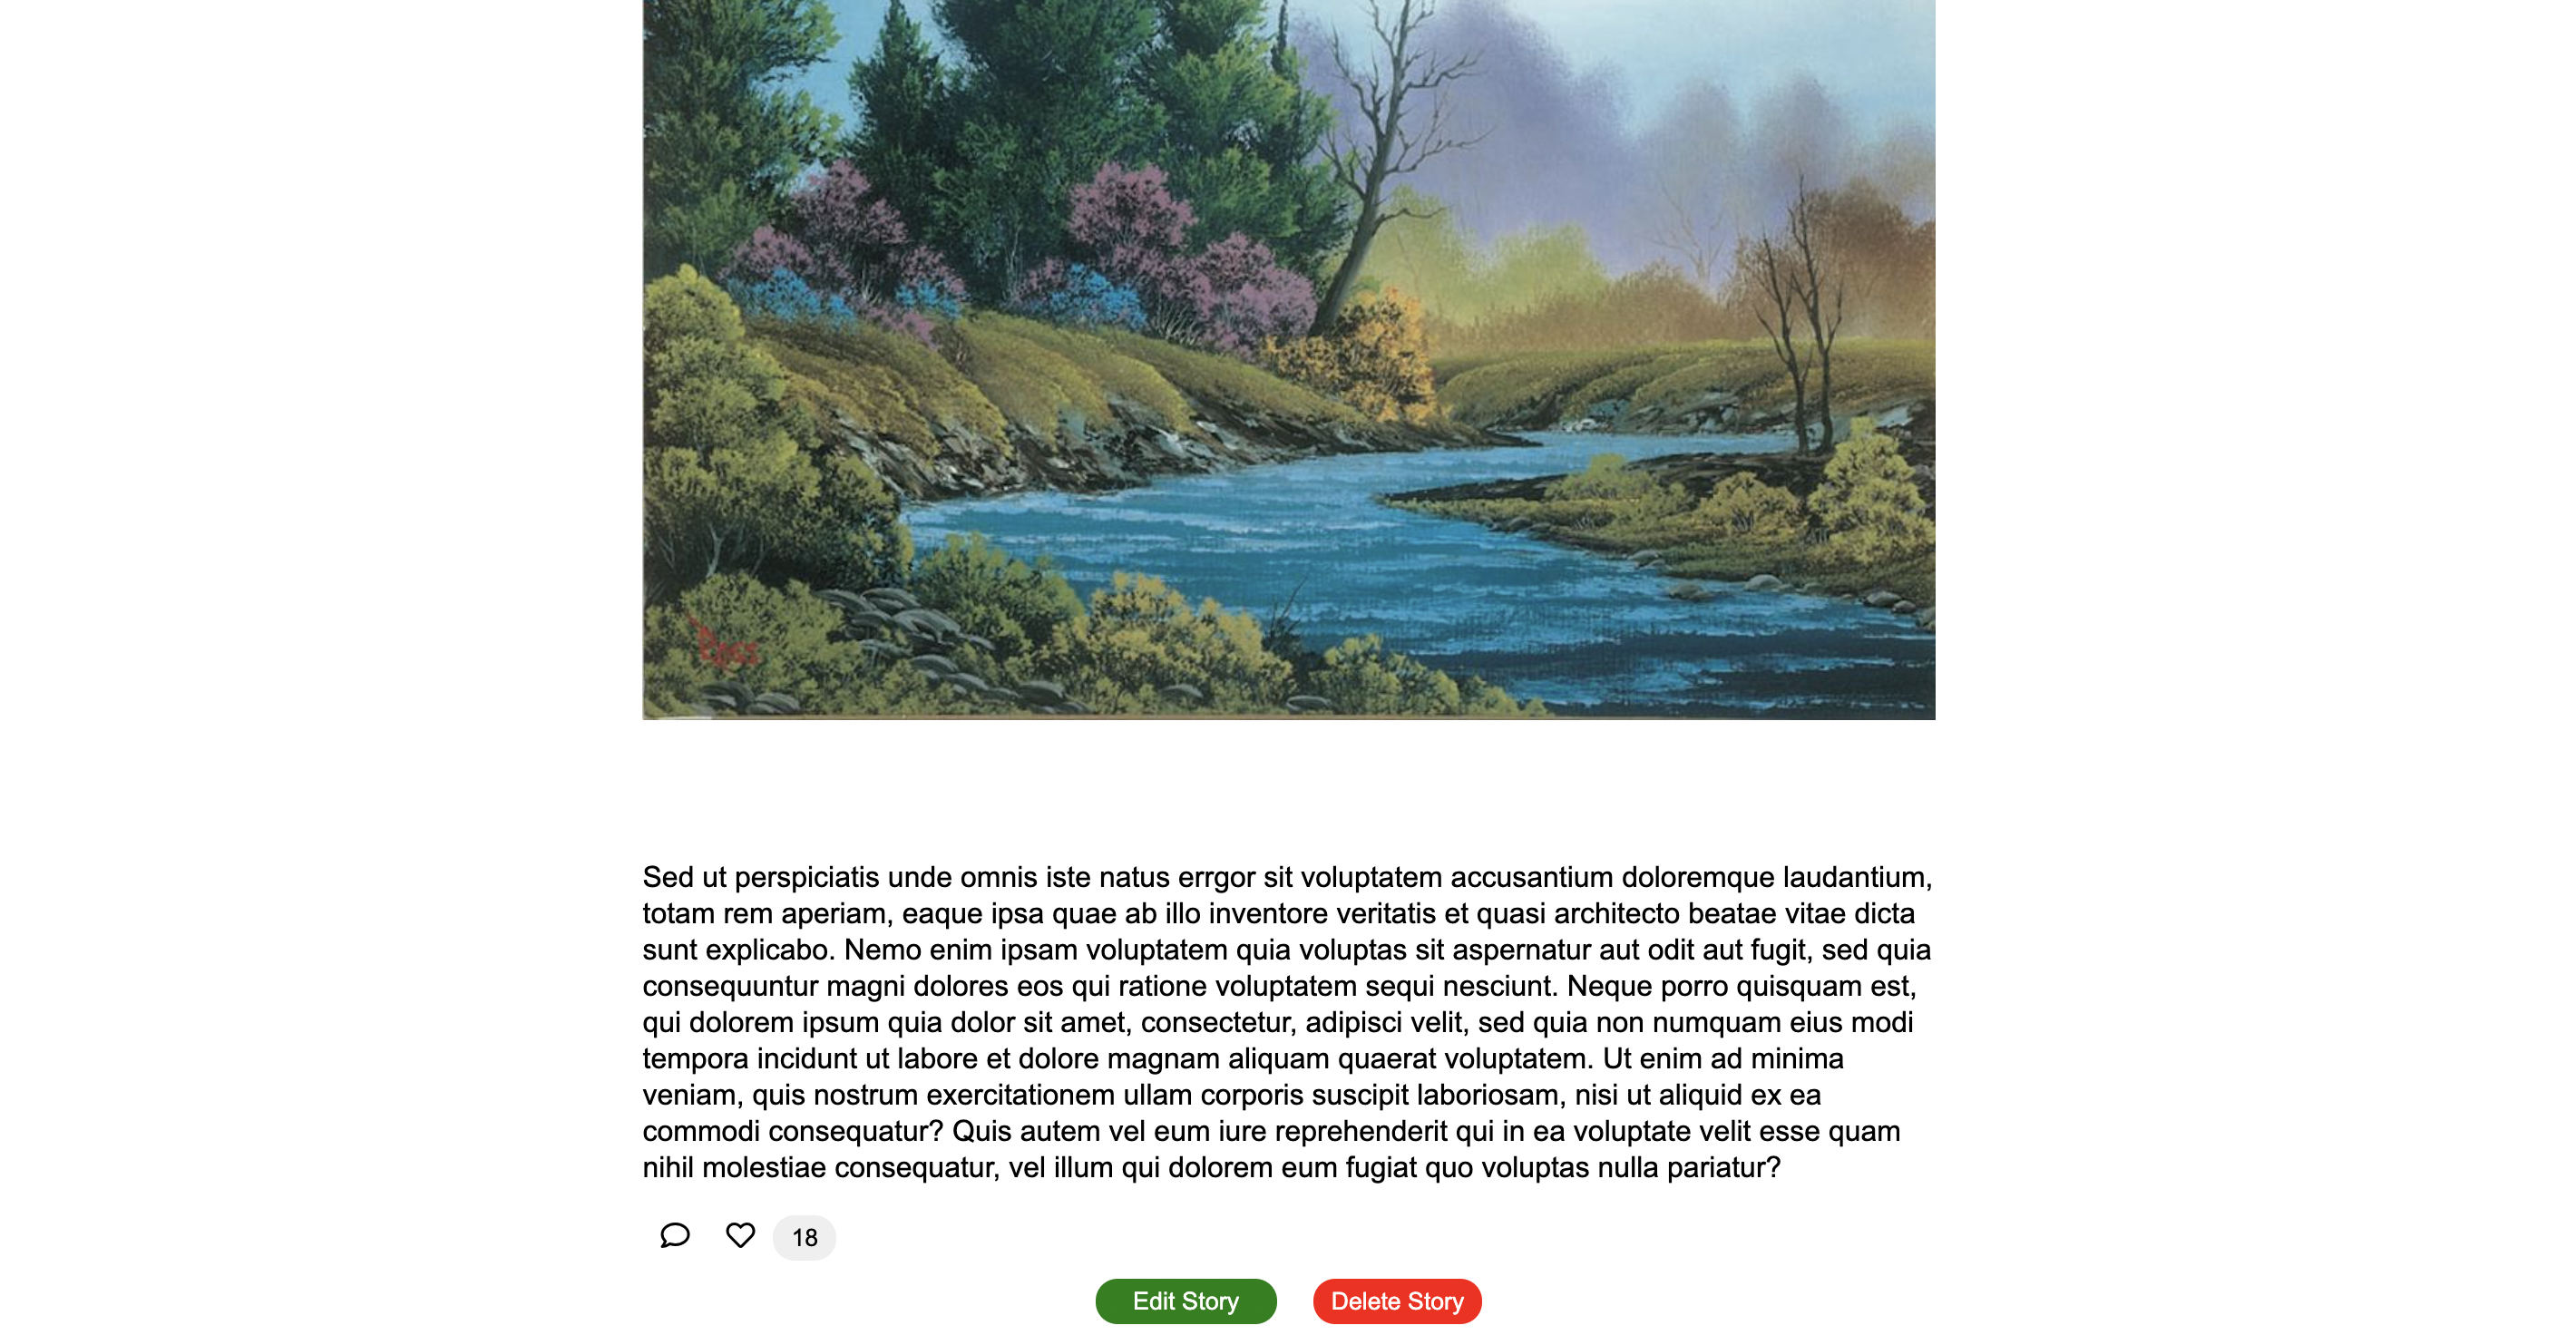 Ross
Sed ut perspiciatis unde omnis iste natus errgor sit voluptatem accusantium doloremque laudantium,
totam rem aperiam, eaque ipsa quae ab illo inventore veritatis et quasi architecto beatae vitae dicta
sunt explicabo. Nemo enim ipsam voluptatem quia voluptas sit aspernatur aut odit aut fugit, sed quia
consequuntur magni dolores eos qui ratione voluptatem sequi nesciunt. Neque porro quisquam est,
qui dolorem ipsum quia dolor sit amet, consectetur, adipisci velit, sed quia non numquam eius modi
tempora incidunt ut labore et dolore magnam aliquam quaerat voluptatem. Ut enim ad minima
veniam, quis nostrum exercitationem ullam corporis suscipit laboriosam, nisi ut aliquid ex ea
commodi consequatur? Quis autem vel eum iure reprehenderit qui in ea voluptate velit esse quam
nihil molestiae consequatur, vel illum qui dolorem eum fugiat quo voluptas nulla pariatur?
18
Edit Story Delete Story